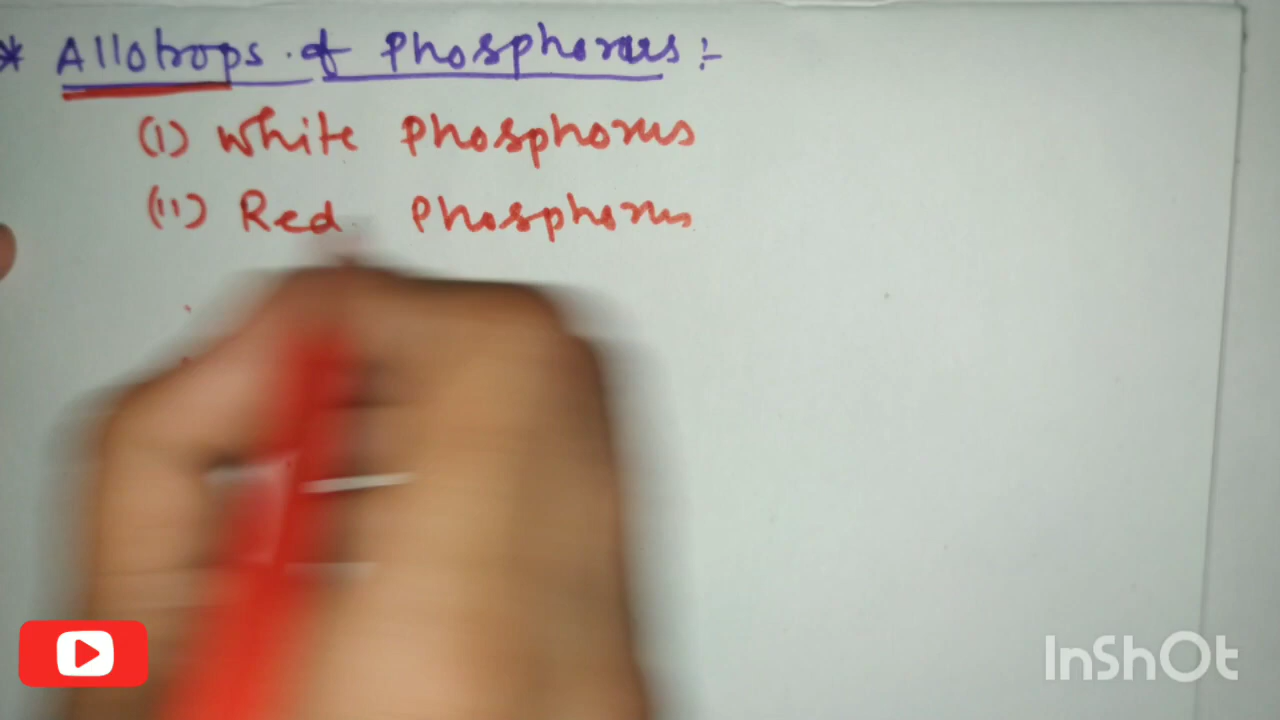 * Allotrops of Phosphorus :-
(i) White Phosphorus
(ii) Red Phosphorus
InShOt